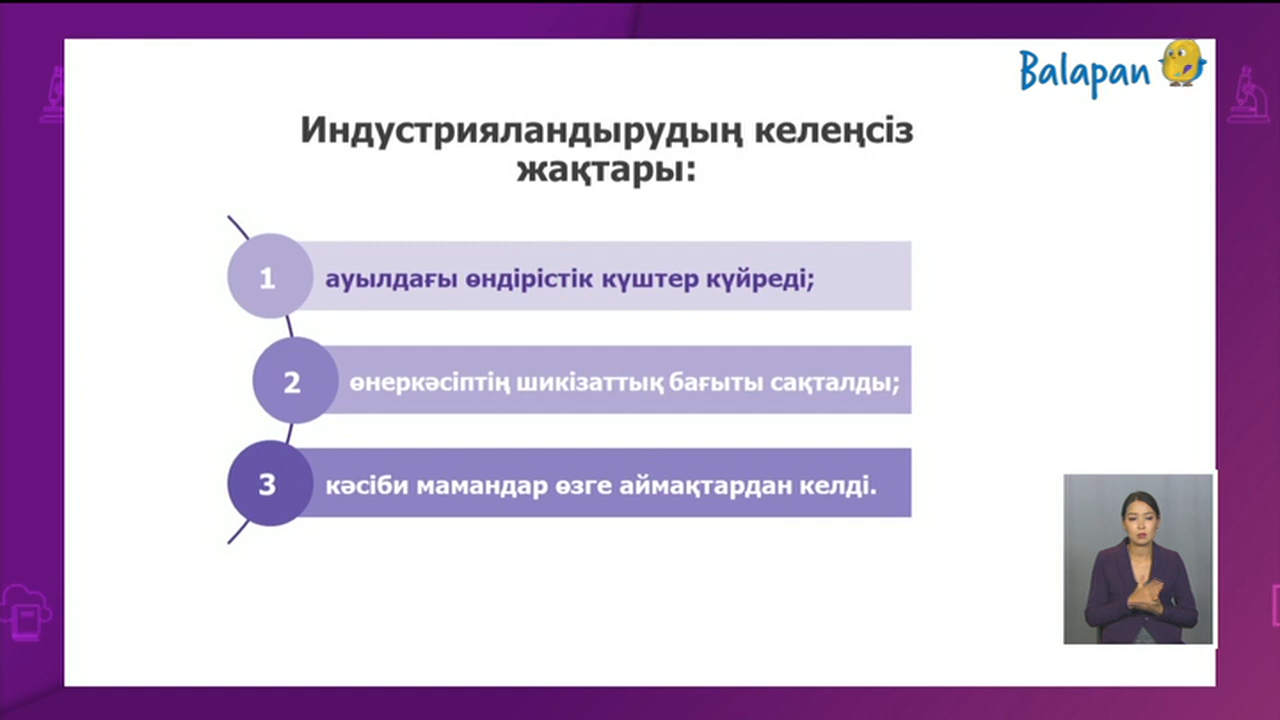 Balapan
Индустрияландырудың келеңсіз
жақтары:
1 ауылдағы өндірістік күштер күйреді;
2 өнеркәсіптің шикізаттық бағыты сақталды;
3 кәсіби мамандар өзге аймақтардан келді.